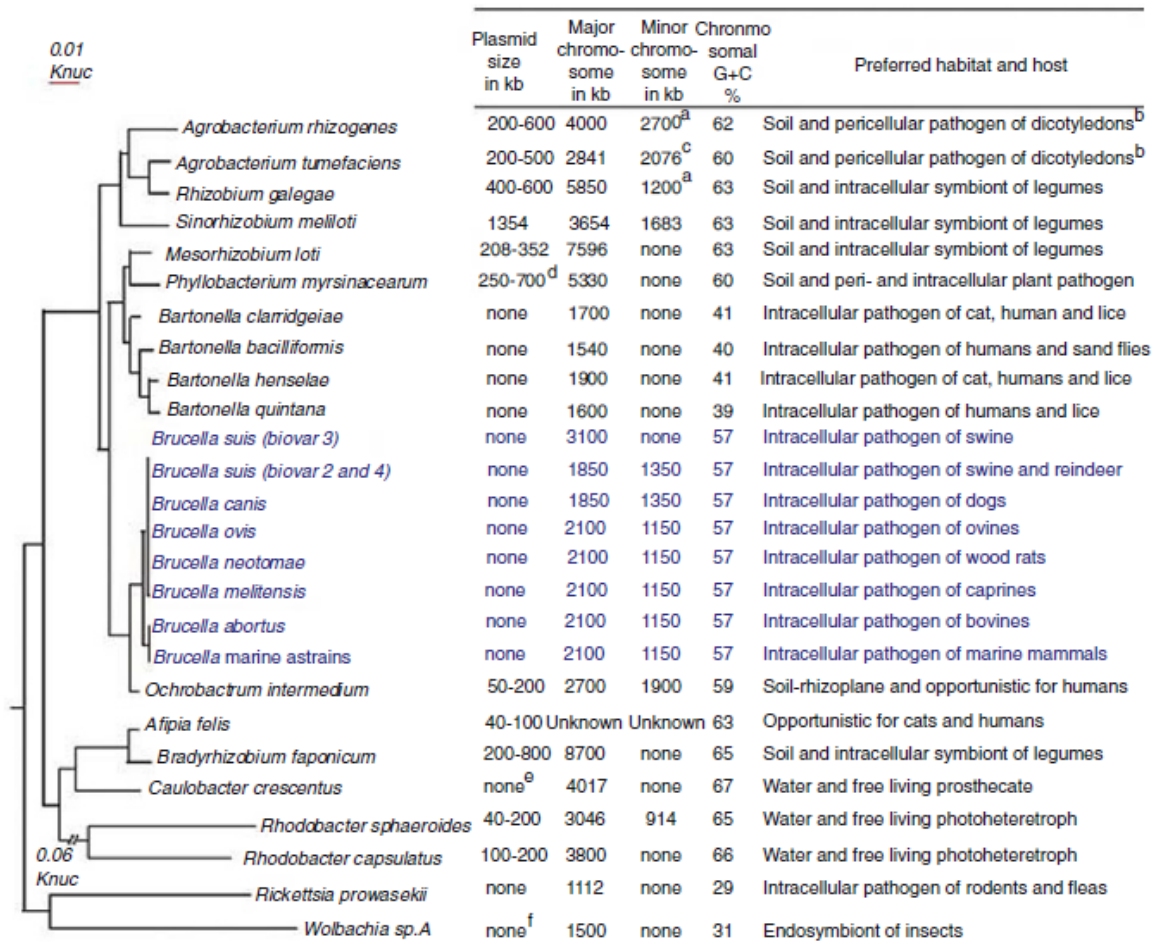 0.01
Knuc
Plasmid size in kb Major chromo-some in kb Minor chromo-some in kb Chronmo somal G+C % Preferred habitat and host
Agrobacterium rhizogenes 200-600 4000 2700a 62 Soil and pericellular pathogen of dicotyledonsb
Agrobacterium tumefaciens 200-500 2841 2076c 60 Soil and pericellular pathogen of dicotyledonsb
Rhizobium galegae 400-600 5850 1200a 63 Soil and intracellular symbiont of legumes
Sinorhizobium meliloti 1354 3654 1683 63 Soil and intracellular symbiont of legumes
Mesorhizobium loti 208-352 7596 none 63 Soil and intracellular symbiont of legumes
Phyllobacterium myrsinacearum 250-700d 5330 none 60 Soil and peri- and intracellular plant pathogen
Bartonella clarridgeiae none 1700 none 41 Intracellular pathogen of cat, human and lice
Bartonella bacilliformis none 1540 none 40 Intracellular pathogen of humans and sand flies
Bartonella henselae none 1900 none 41 Intracellular pathogen of cat, humans and lice
Bartonella quintana none 1600 none 39 Intracellular pathogen of humans and lice
Brucella suis (biovar 3) none 3100 none 57 Intracellular pathogen of swine
Brucella suis (biovar 2 and 4) none 1850 1350 57 Intracellular pathogen of swine and reindeer
Brucella canis none 1850 1350 57 Intracellular pathogen of dogs
Brucella ovis none 2100 1150 57 Intracellular pathogen of ovines
Brucella neotomae none 2100 1150 57 Intracellular pathogen of wood rats
Brucella melitensis none 2100 1150 57 Intracellular pathogen of caprines
Brucella abortus none 2100 1150 57 Intracellular pathogen of bovines
Brucella marine astrains none 2100 1150 57 Intracellular pathogen of marine mammals
Ochrobactrum intermedium 50-200 2700 1900 59 Soil-rhizoplane and opportunistic for humans
Afipia felis 40-100 Unknown Unknown 63 Opportunistic for cats and humans
Bradyrhizobium faponicum 200-800 8700 none 65 Soil and intracellular symbiont of legumes
Caulobacter crescentus nonee 4017 none 67 Water and free living prosthecate
Rhodobacter sphaeroides 40-200 3046 914 65 Water and free living photoheteretroph
0.06
Knuc
Rhodobacter capsulatus 100-200 3800 none 66 Water and free living photoheteretroph
Rickettsia prowasekii none 1112 none 29 Intracellular pathogen of rodents and fleas
Wolbachia sp.A nonef 1500 none 31 Endosymbiont of insects